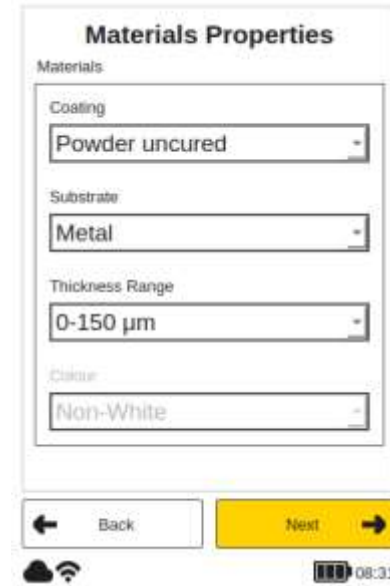 Materials Properties
Materials
Coating
Powder uncured
Substrate
Metal
Thickness Range
0-150 µm
Colour
Non-White
Back
Next